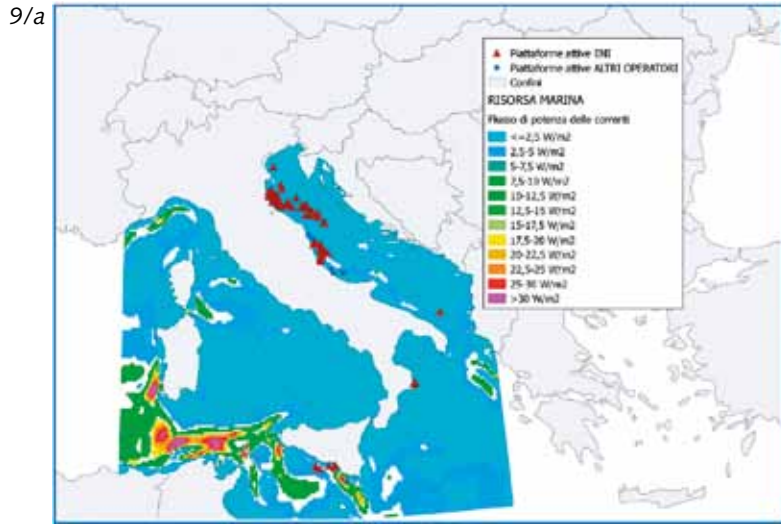 9/a
Piattaforme attive ENI
Piattaforme attive ALTRI OPERATORI
Confini
RISORSA MARINA
Flusso di potenza delle correnti
<=2,5 W/m2
2,5-5 W/m2
5-7,5 W/m2
7,5-10 W/m2
10-12,5 W/m2
12,5-15 W/m2
15-17,5 W/m2
17,5-20 W/m2
20-22,5 W/m2
22,5-25 W/m2
25-30 W/m2
>30 W/m2